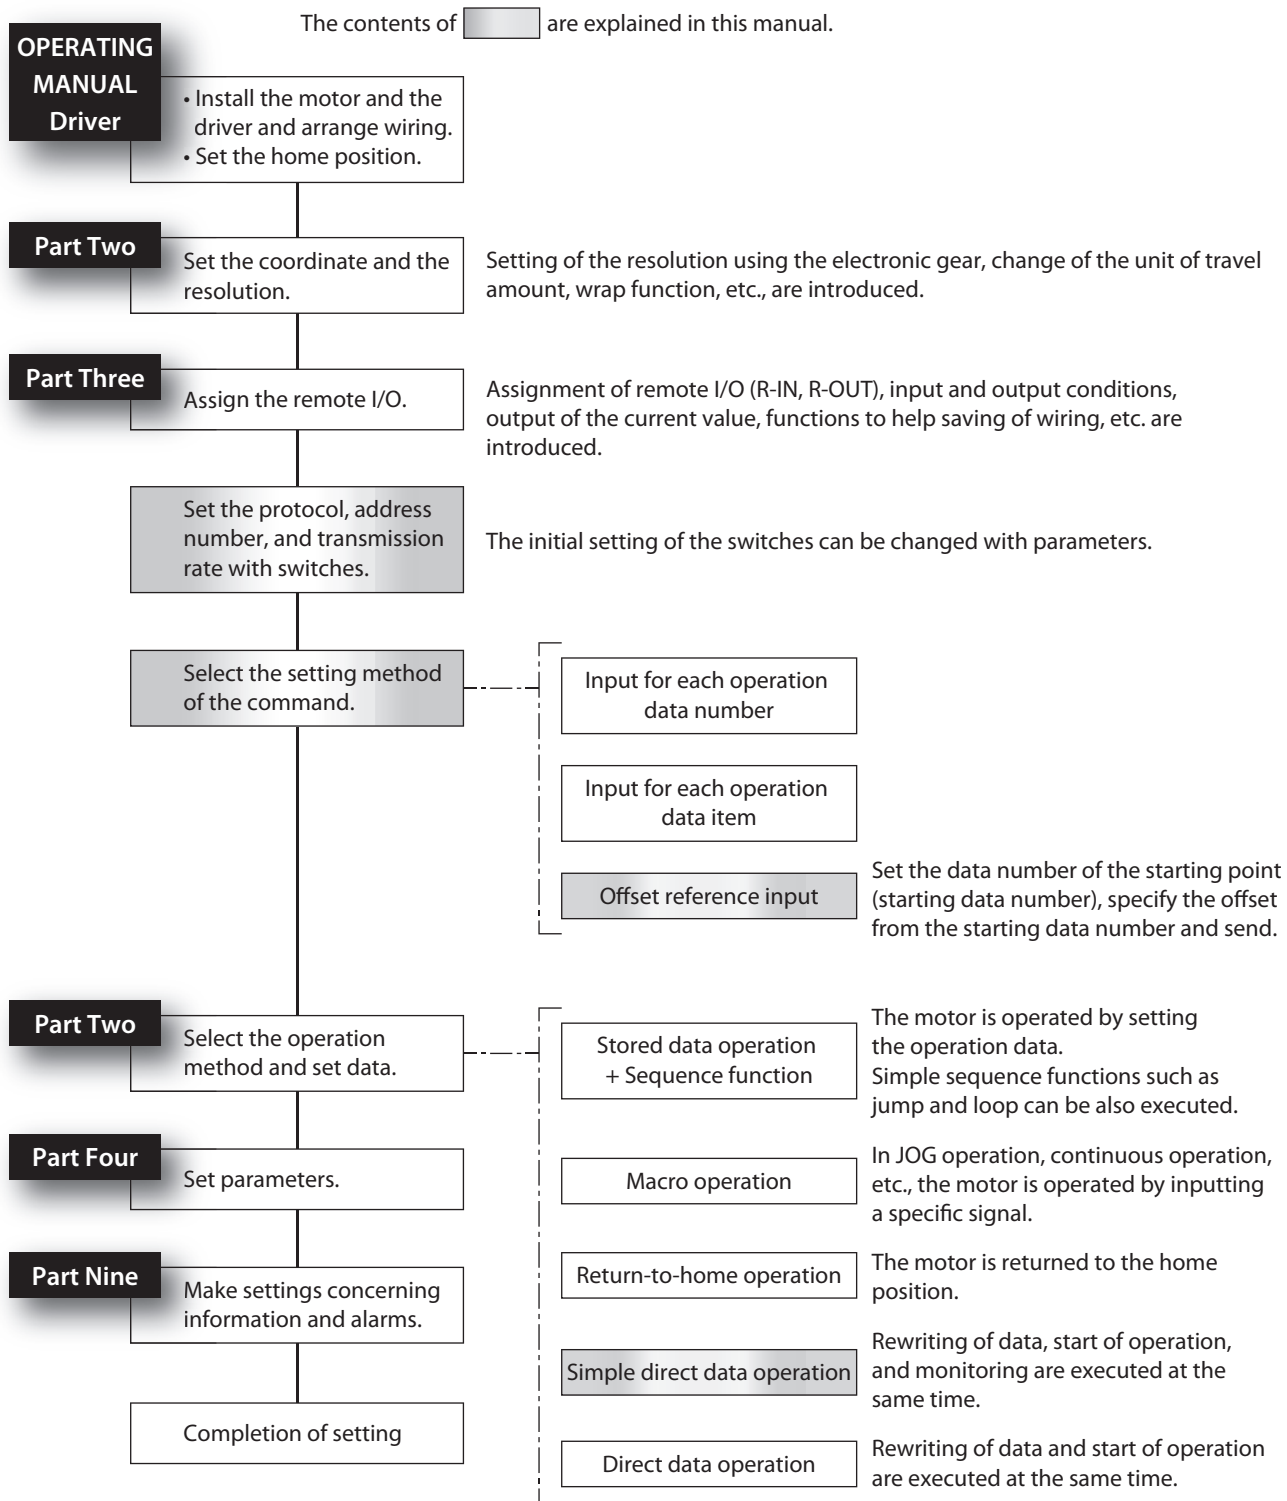 The contents of are explained in this manual.
OPERATING
MANUAL
Driver
• Install the motor and the
driver and arrange wiring.
• Set the home position.
Part Two
Set the coordinate and the
resolution.
Setting of the resolution using the electronic gear, change of the unit of travel
amount, wrap function, etc., are introduced.
Part Three
Assign the remote I/O.
Assignment of remote I/O (R-IN, R-OUT), input and output conditions,
output of the current value, functions to help saving of wiring, etc. are
introduced.
Set the protocol, address
number, and transmission
rate with switches.
The initial setting of the switches can be changed with parameters.
Select the setting method
of the command.
Input for each operation
data number
Input for each operation
data item
Offset reference input
Set the data number of the starting point
(starting data number), specify the offset
from the starting data number and send.
Part Two
Select the operation
method and set data.
Stored data operation
+ Sequence function
The motor is operated by setting
the operation data.
Simple sequence functions such as
jump and loop can be also executed.
Part Four
Set parameters.
Macro operation
In JOG operation, continuous operation,
etc., the motor is operated by inputting
a specific signal.
Part Nine
Make settings concerning
information and alarms.
Return-to-home operation
The motor is returned to the home
position.
Simple direct data operation
Rewriting of data, start of operation,
and monitoring are executed at the
same time.
Completion of setting
Direct data operation
Rewriting of data and start of operation
are executed at the same time.